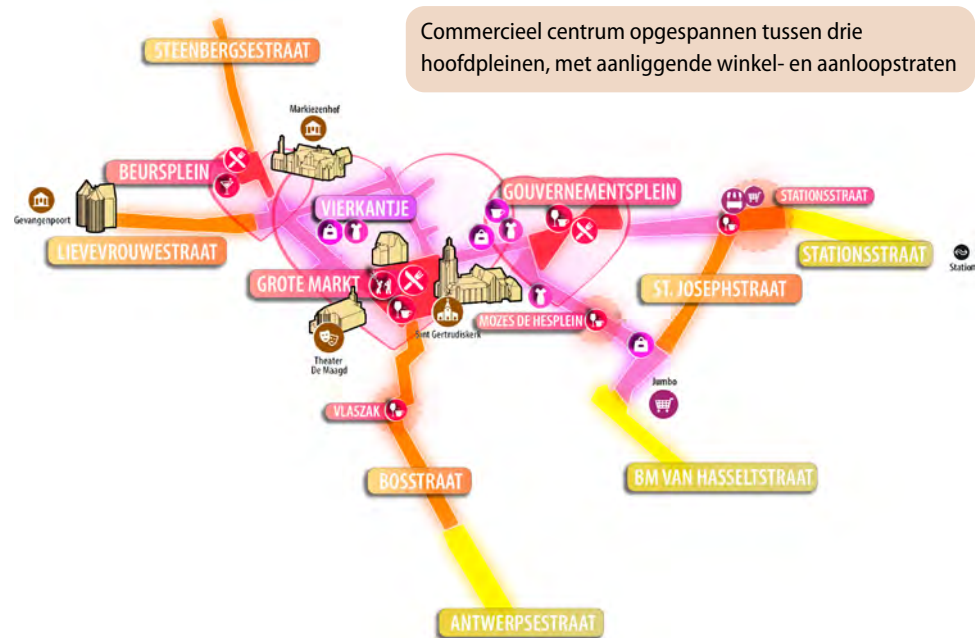 Commercieel centrum opgespannen tussen drie
hoofdpleinen, met aanliggende winkel- en aanloopstraten
STEENBERGSESTRAAT
Markiezenhof
BEURSPLEIN
Gevangenpoort
LIEVEVROUWESTRAAT
VIERKANTJE
GOUVERNEMENTSPLEIN
STATIONSSTRAAT
STATIONSSTRAAT
Station
GROTE MARKT
ST. JOSEPHSTRAAT
MOZES DE HESPLEIN
Sint Gertrudiskerk
Theater
De Maagd
Jumbo
VLASZAK
BOSSTRAAT
BM VAN HASSELTSTRAAT
ANTWERPSESTRAAT